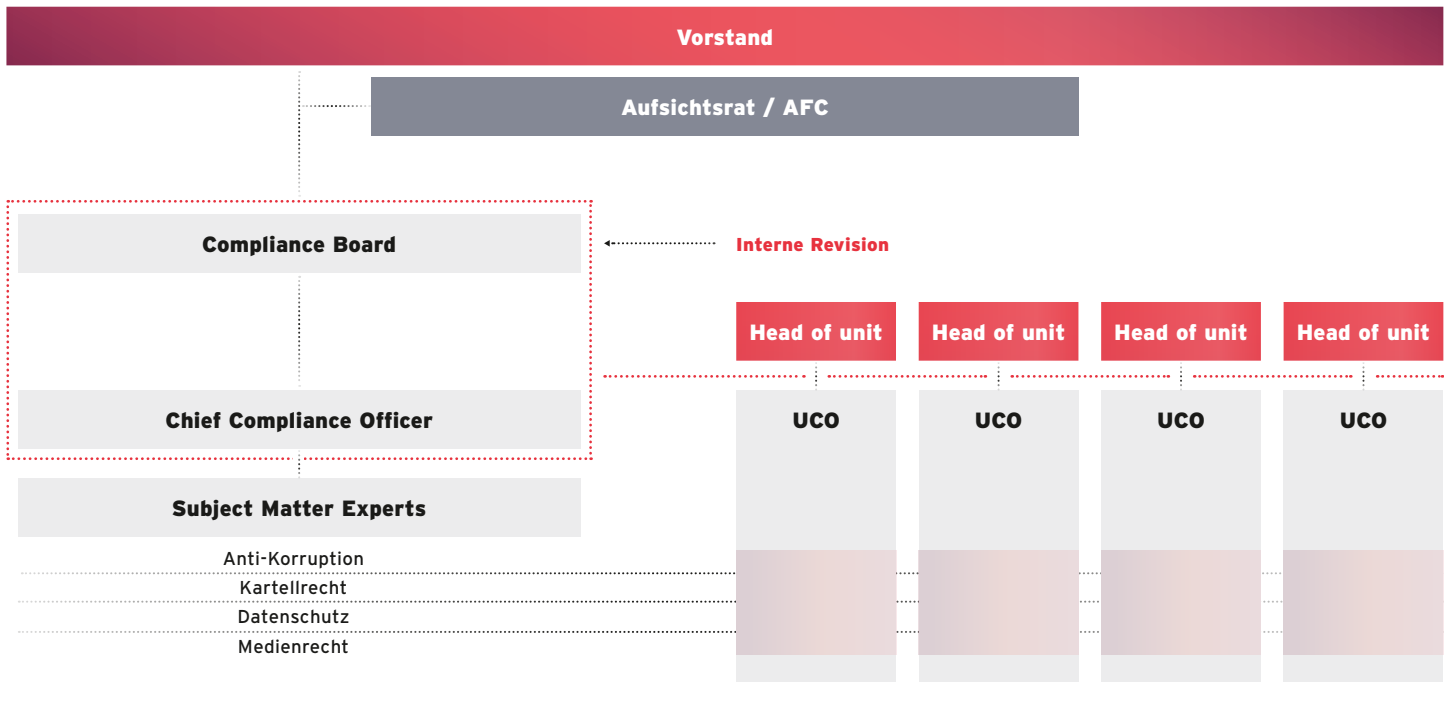 Vorstand
Aufsichtsrat / AFC
Compliance Board
Interne Revision
Head of unit
Head of unit
Head of unit
Head of unit
Chief Compliance Officer
UCO
UCO
UCO
UCO
Subject Matter Experts
Anti-Korruption
Kartellrecht
Datenschutz
Medienrecht